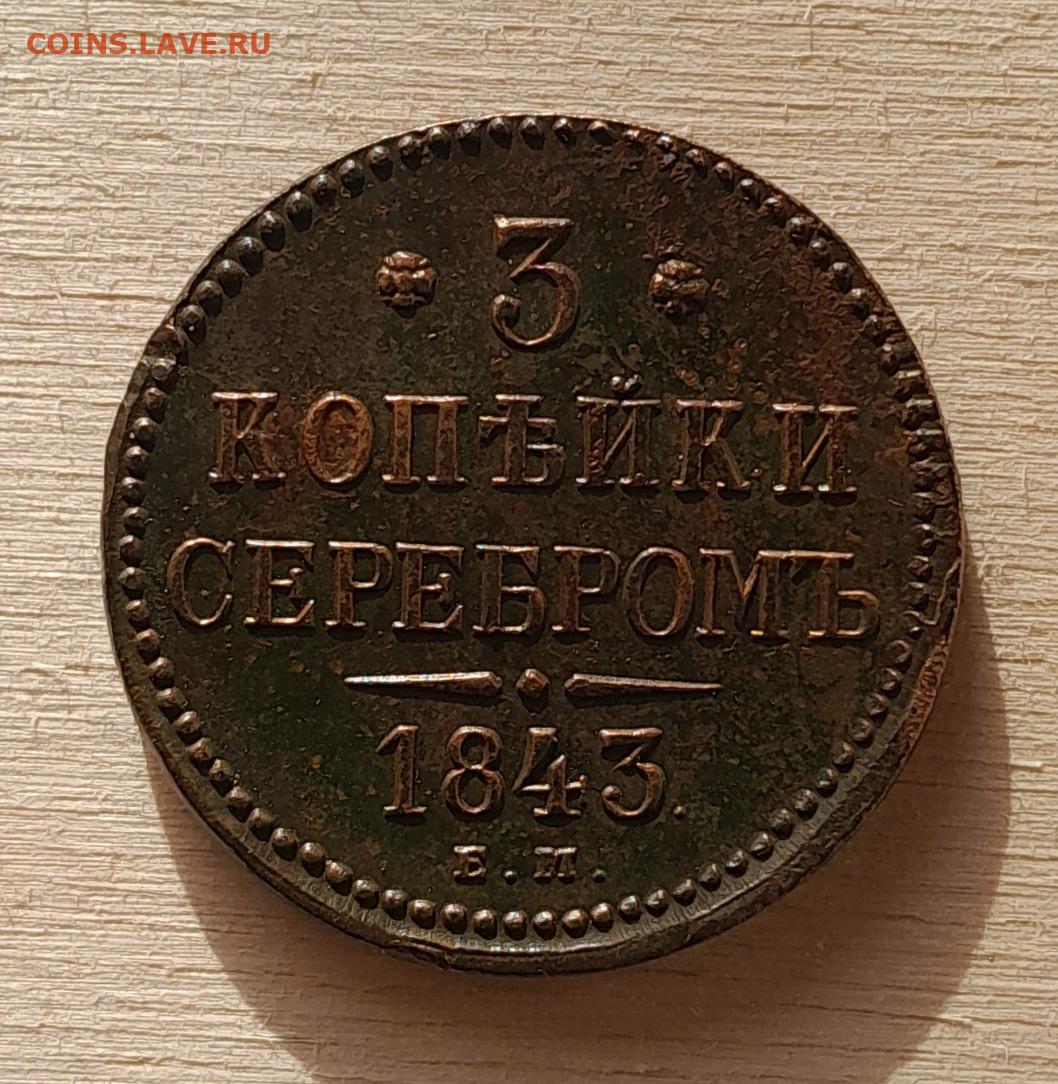 COINS.LAVE.RU
3
КОПѢЙКИ
СЕРЕБРОМЪ
1843.
Е.М.